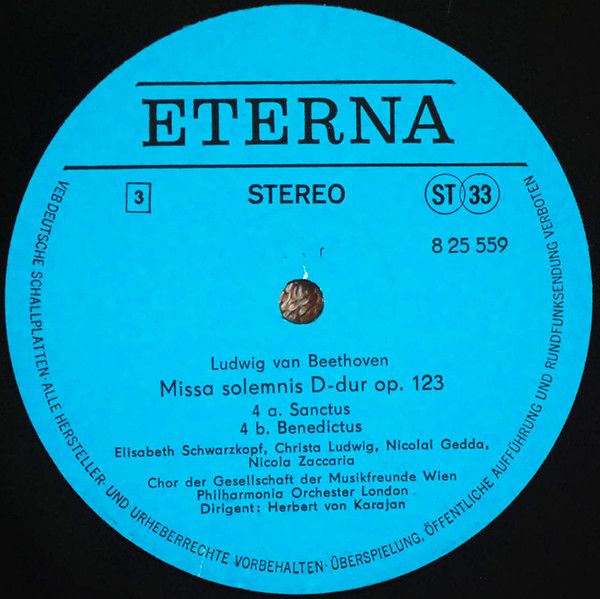 ETERNA
3 STEREO ST 33
8 25 559
Ludwig van Beethoven
Missa solemnis D-dur op. 123
4 a. Sanctus
4 b. Benedictus
Elisabeth Schwarzkopf, Christa Ludwig, Nicolal Gedda,
Nicola Zaccaria
Chor der Gesellschaft der Musikfreunde Wien
Philharmonia Orchester London
Dirigent: Herbert von Karajan
VEB DEUTSCHE SCHALLPLATTEN · ALLE HERSTELLER- UND URHEBERRECHTE VORBEHALTEN · ÜBERSPIELUNG, ÖFFENTLICHE AUFFÜHRUNG UND RUNDFUNKSENDUNG VERBOTEN